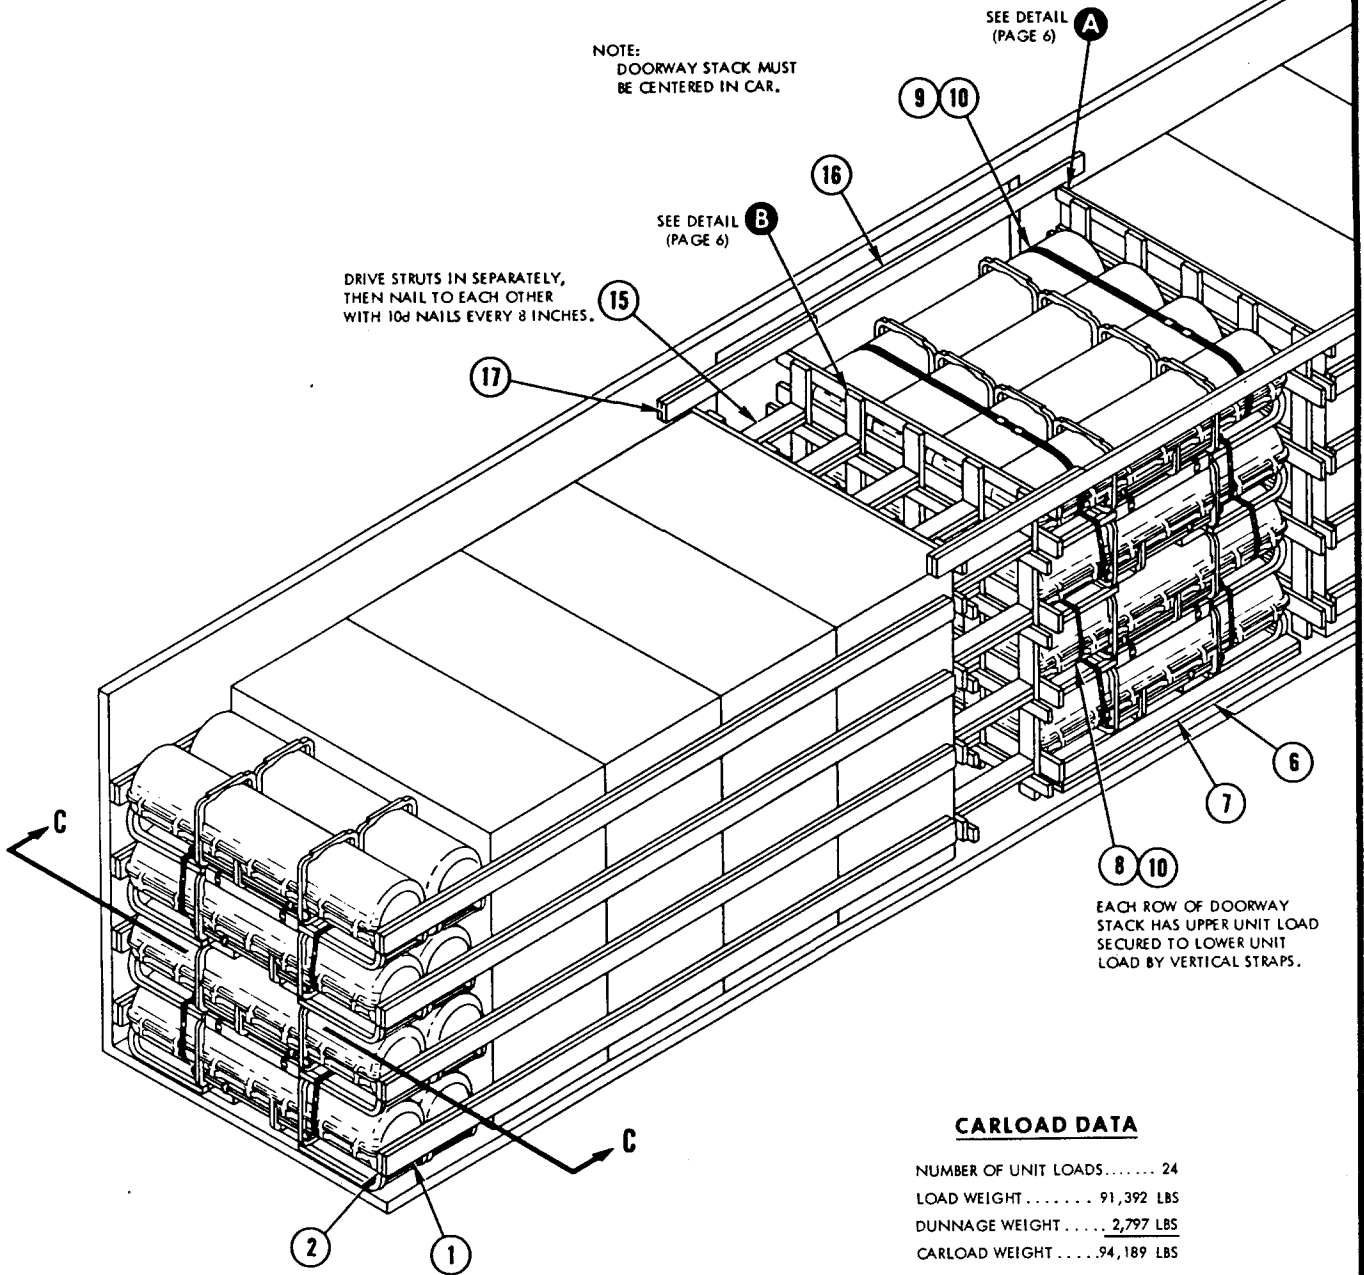 SEE DETAIL A
(PAGE 6)
NOTE:
DOORWAY STACK MUST
BE CENTERED IN CAR.
9 10
16
SEE DETAIL B
(PAGE 6)
DRIVE STRUTS IN SEPARATELY,
THEN NAIL TO EACH OTHER
WITH 10d NAILS EVERY 8 INCHES.
15
17
6
7
C
8 10
EACH ROW OF DOORWAY
STACK HAS UPPER UNIT LOAD
SECURED TO LOWER UNIT
LOAD BY VERTICAL STRAPS.
C
CARLOAD DATA
NUMBER OF UNIT LOADS....... 24
LOAD WEIGHT ....... 91,392 LBS
DUNNAGE WEIGHT ..... 2,797 LBS
CARLOAD WEIGHT .....94,189 LBS
2
1